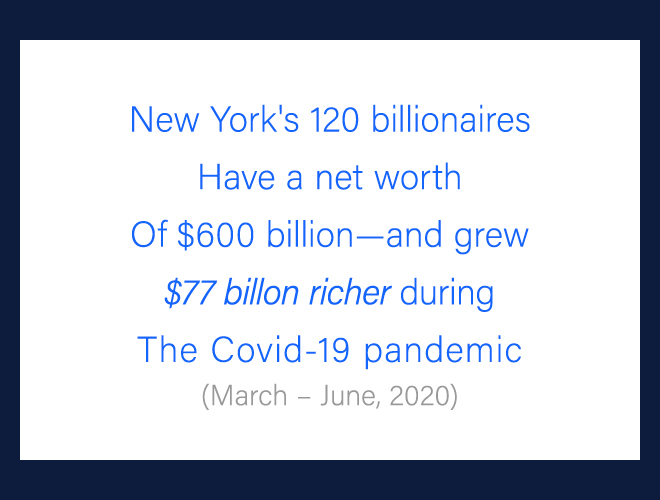 New York's 120 billionaires
Have a net worth
Of $600 billion—and grew
$77 billon richer during
The Covid-19 pandemic
(March – June, 2020)